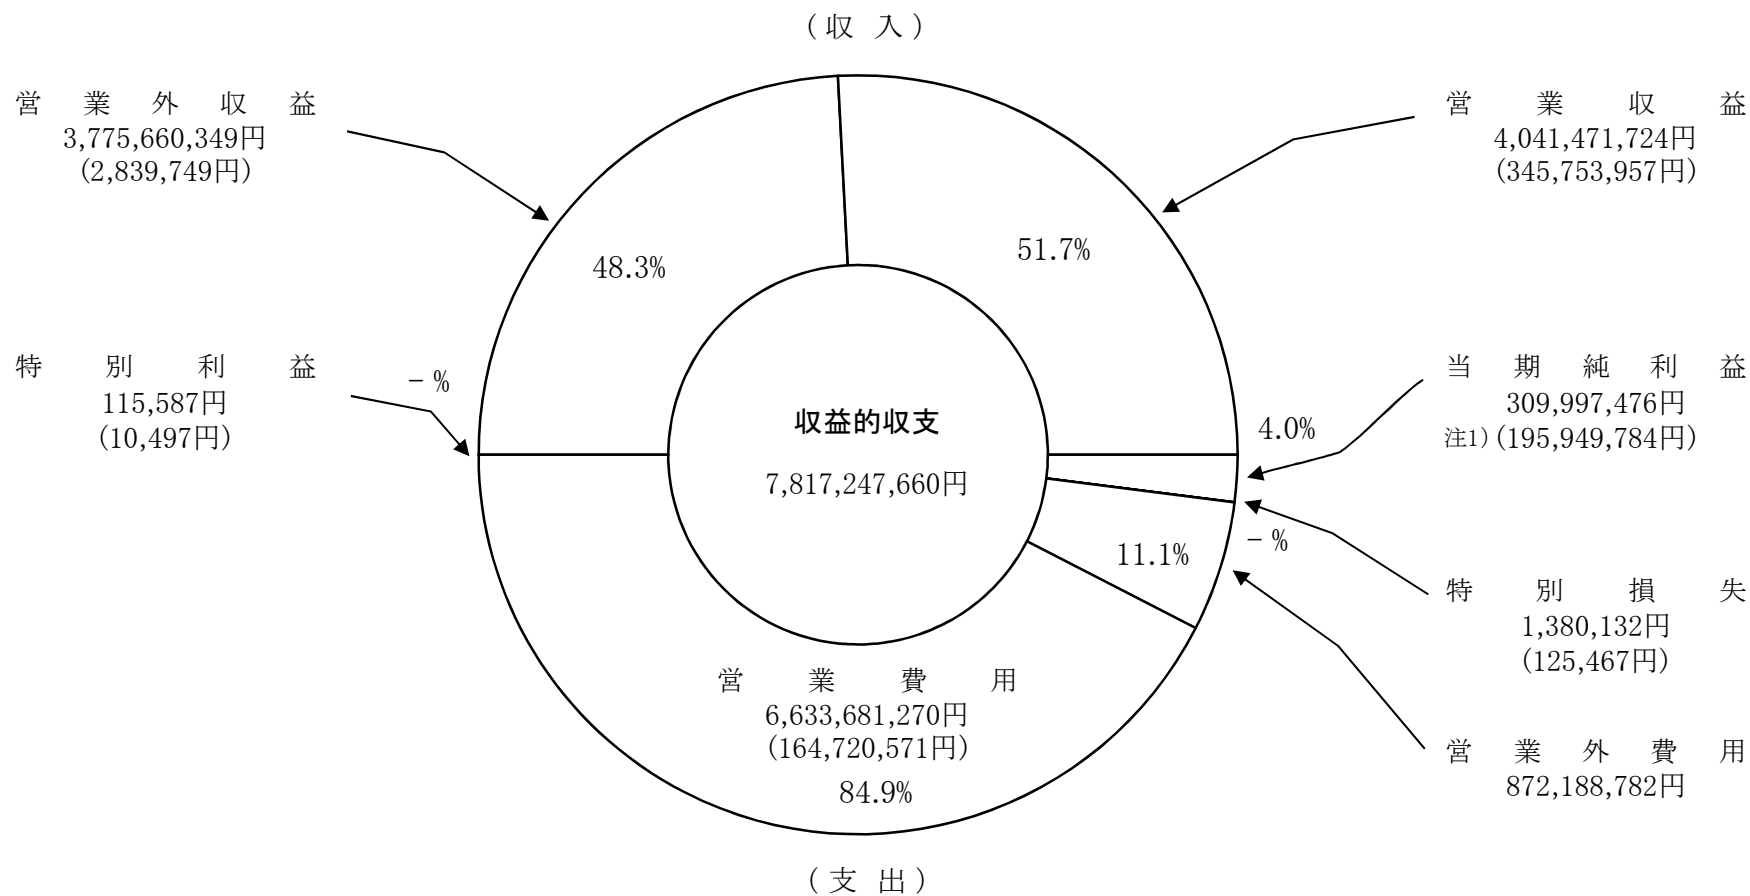 (収 入)
営業外収益
3,775,660,349円
(2,839,749円)
営業収益
4,041,471,724円
(345,753,957円)
48.3%
51.7%
特別利益
115,587円
(10,497円)
－%
収益的収支
7,817,247,660円
4.0%
当期純利益
309,997,476円
注1)(195,949,784円)
－%
11.1%
特別損失
1,380,132円
(125,467円)
営業費用
6,633,681,270円
(164,720,571円)
84.9%
営業外費用
872,188,782円
(支 出)